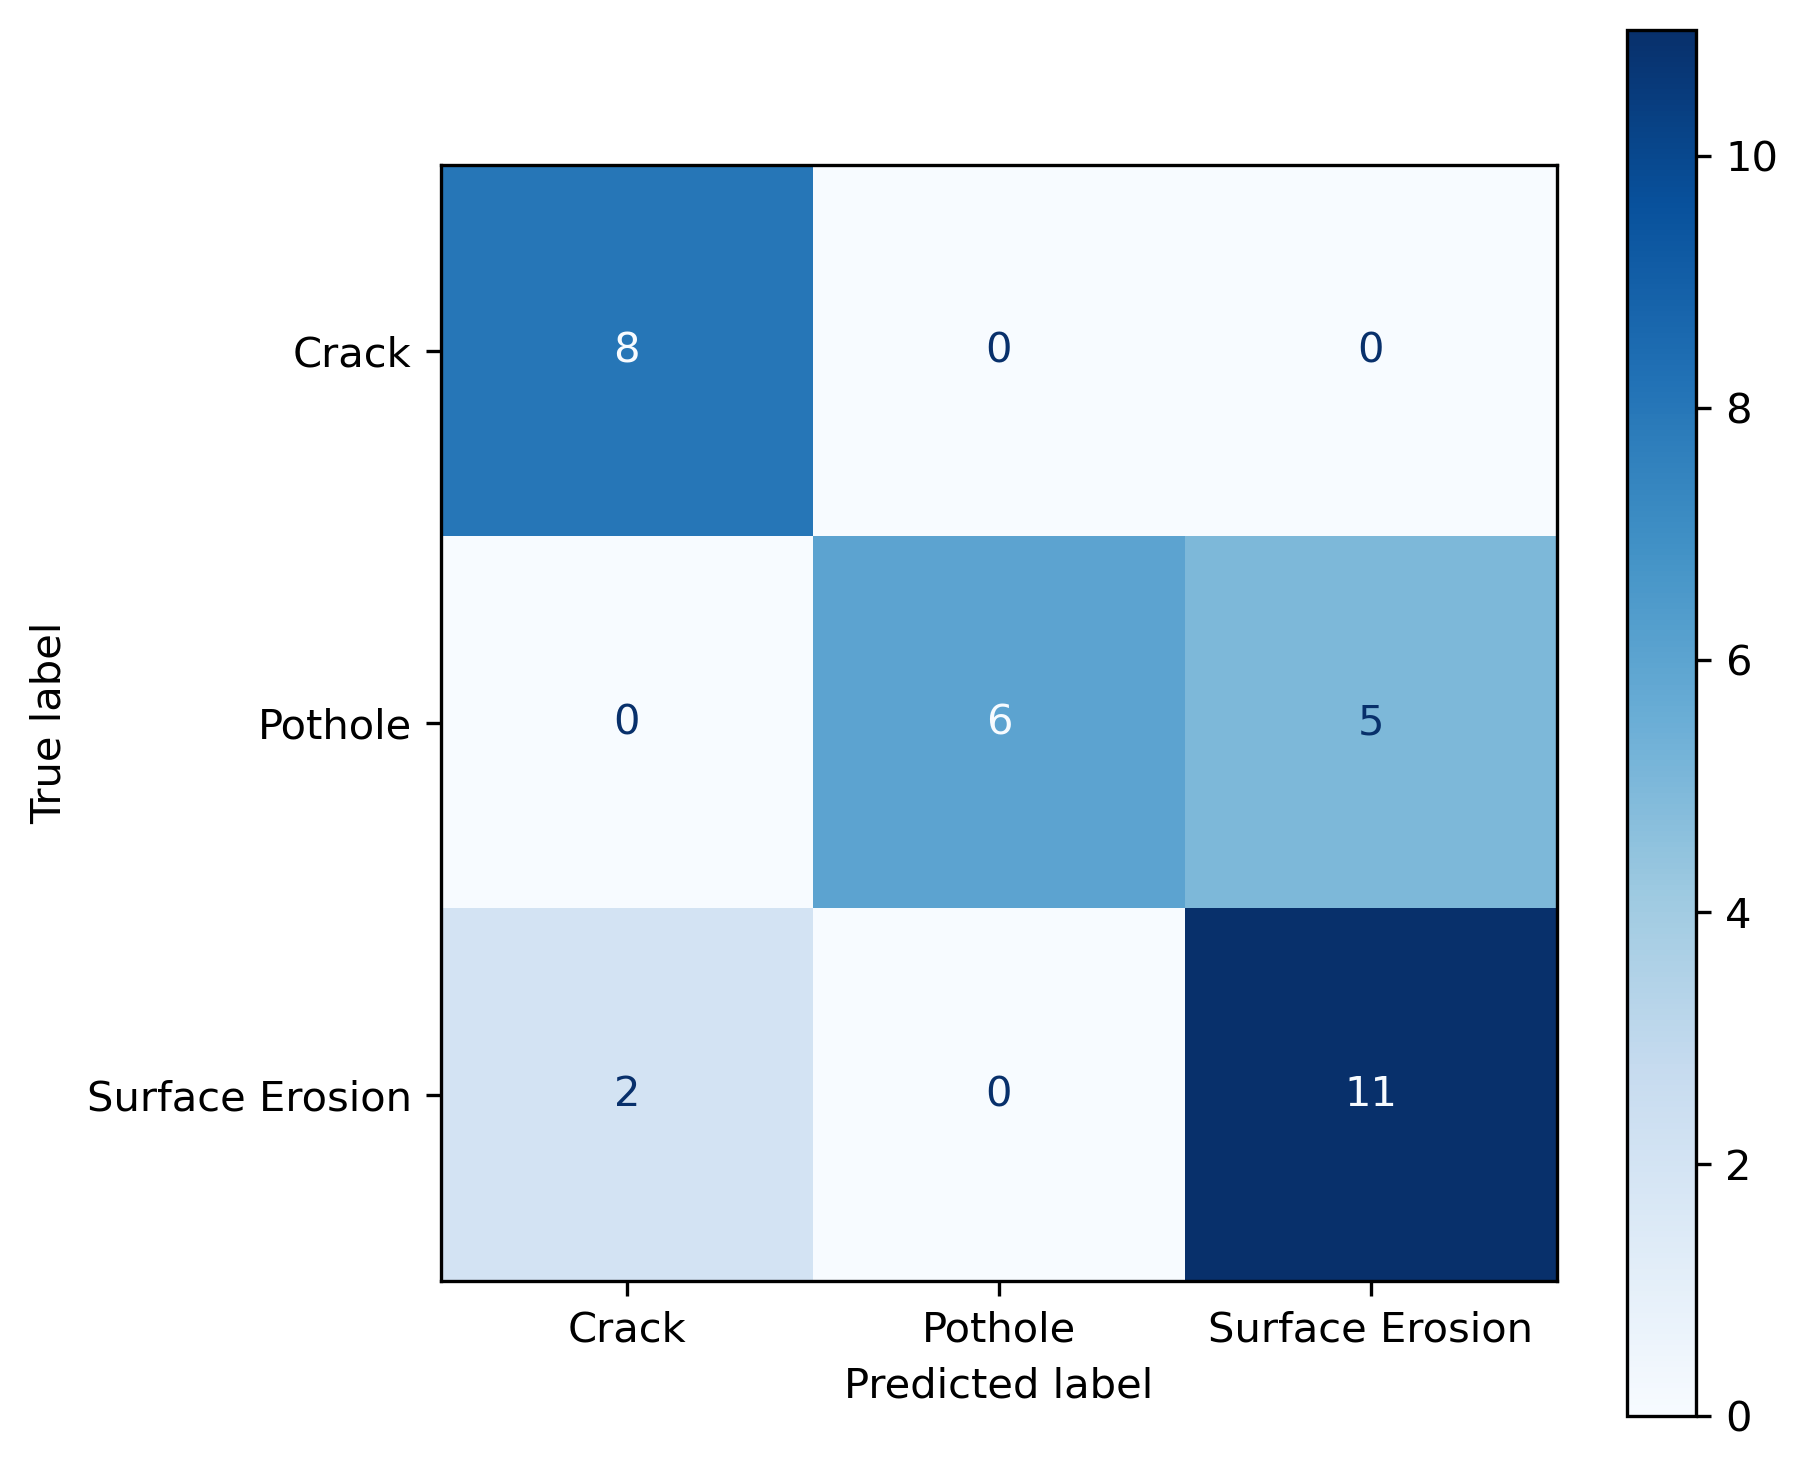 10
Crack 8 0 0 8
Pothole 0 6 5 6
True label
4
Surface Erosion 2 0 11 2
Crack Pothole Surface Erosion
Predicted label
0